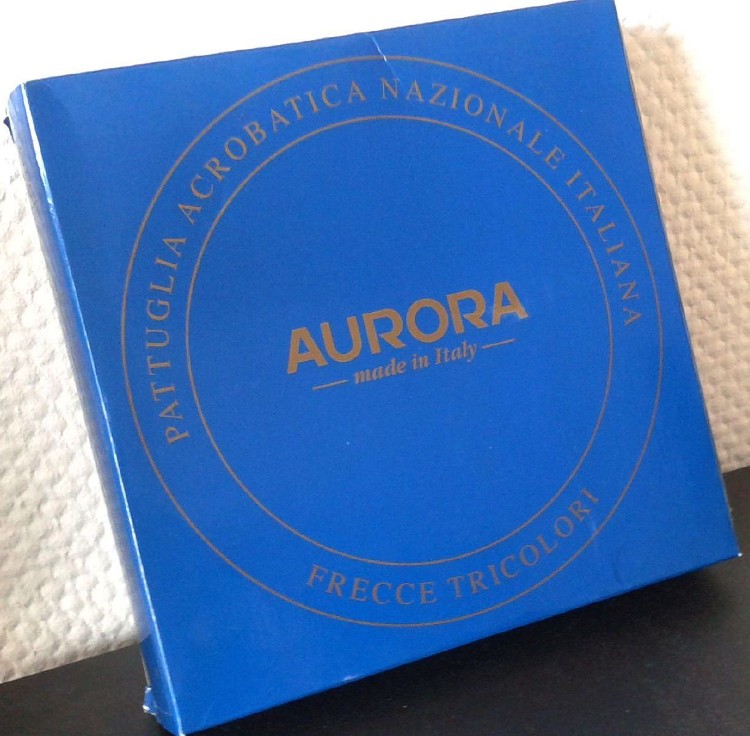 PATTUGLIA ACROBATICA NAZIONALE ITALIANA
AURORA
made in Italy
FRECCE TRICOLORI